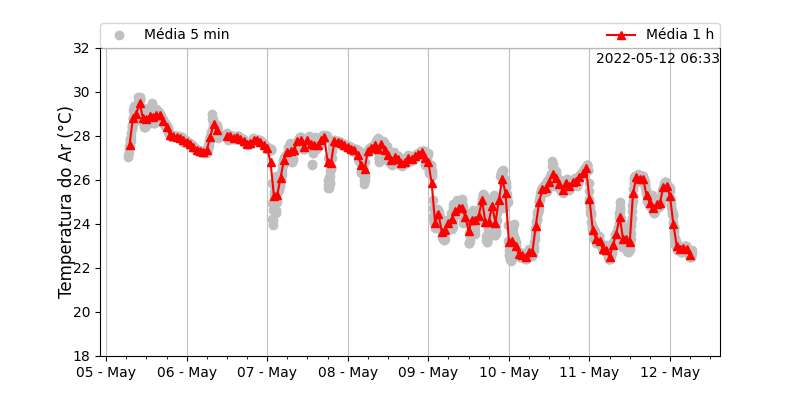 Média 5 min
Média 1 h
2022-05-12 06:33
Temperatura do Ar (°C)
32
30
28
26
24
22
20
18
05 - May
06 - May
07 - May
08 - May
09 - May
10 - May
11 - May
12 - May